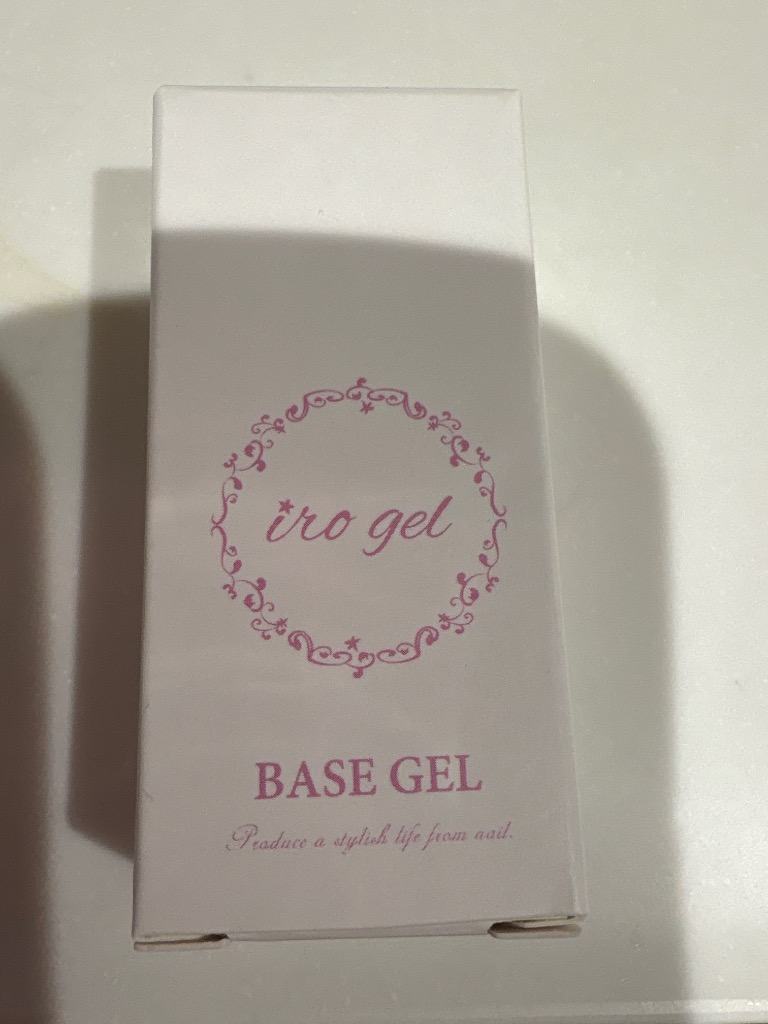 iro gel
BASE GEL
Produce a stylish life from nail.